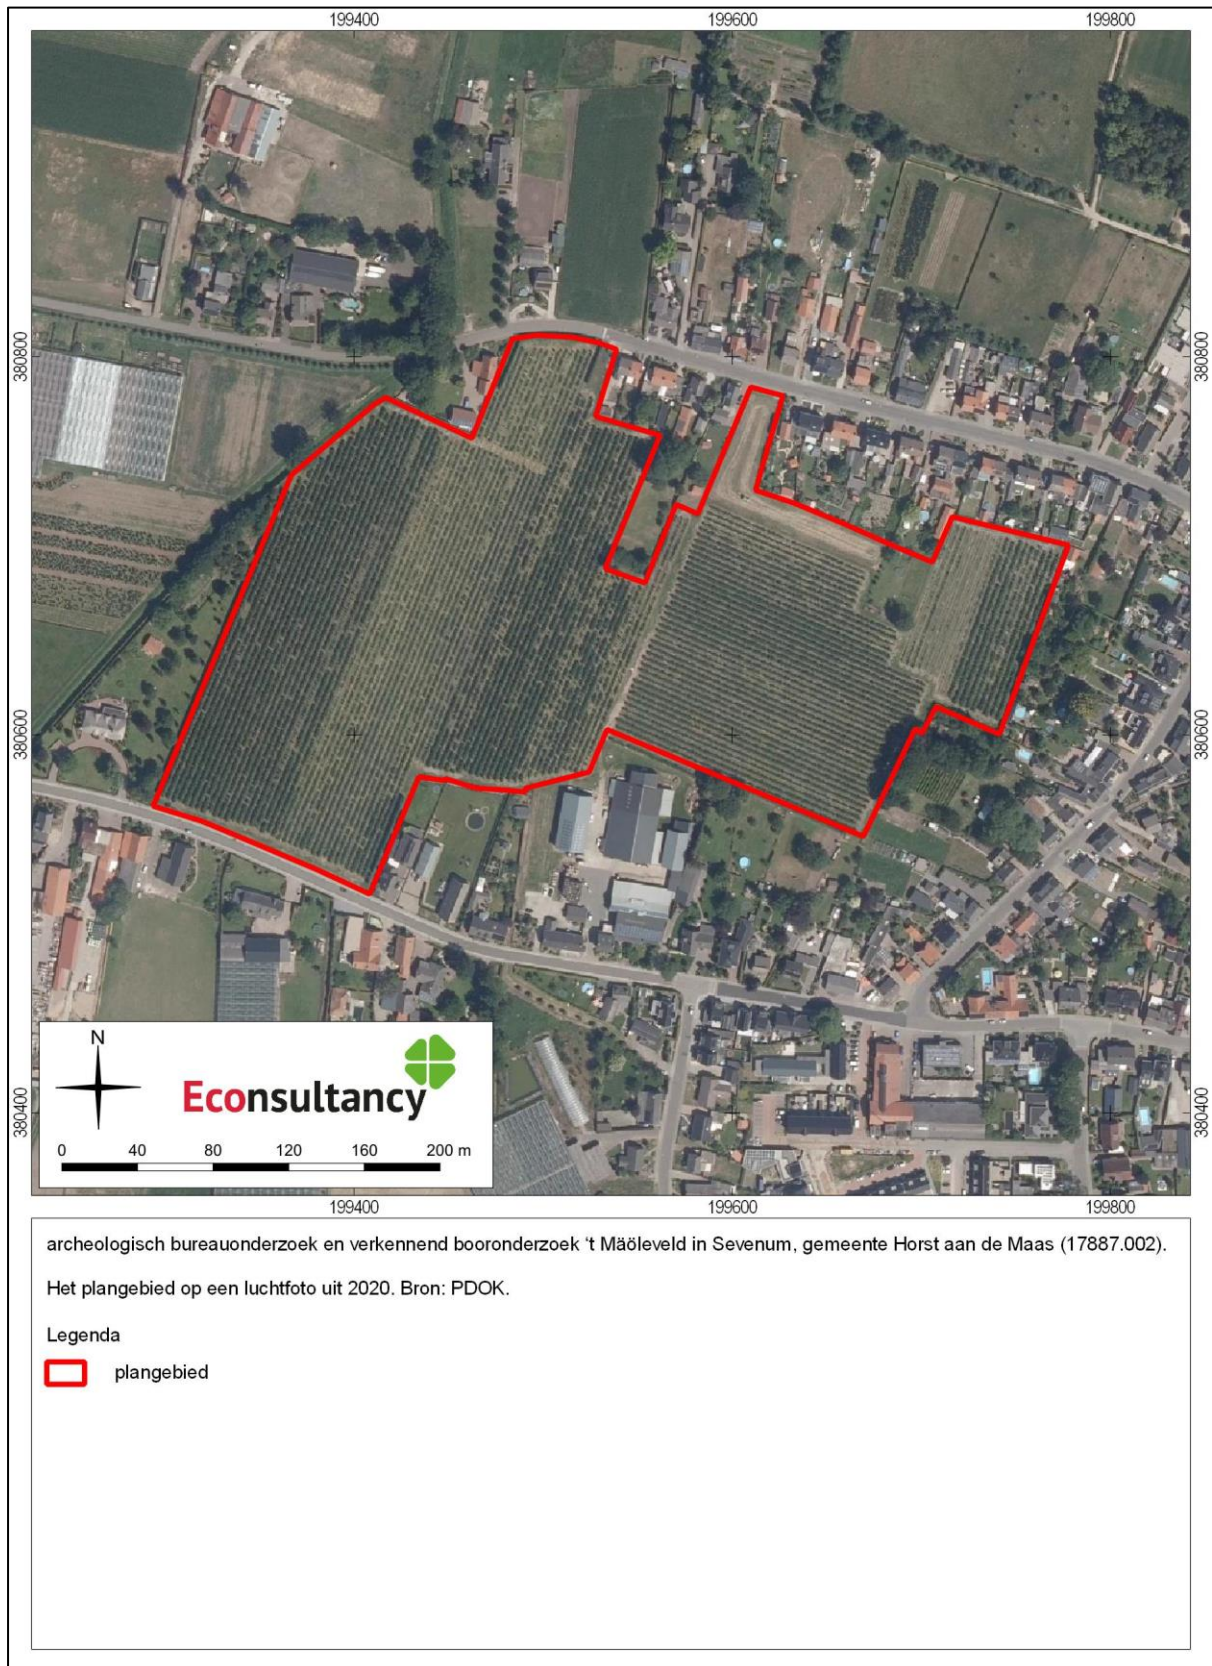 199400 199600 199800
380800 380800
380600 380600
N
Econsultancy
380400 380400
0 40 80 120 160 200 m
199400 199600 199800
archeologisch bureauonderzoek en verkennend booronderzoek ‘t Mäöleveld in Sevenum, gemeente Horst aan de Maas (17887.002).
Het plangebied op een luchtfoto uit 2020. Bron: PDOK.
Legenda
plangebied